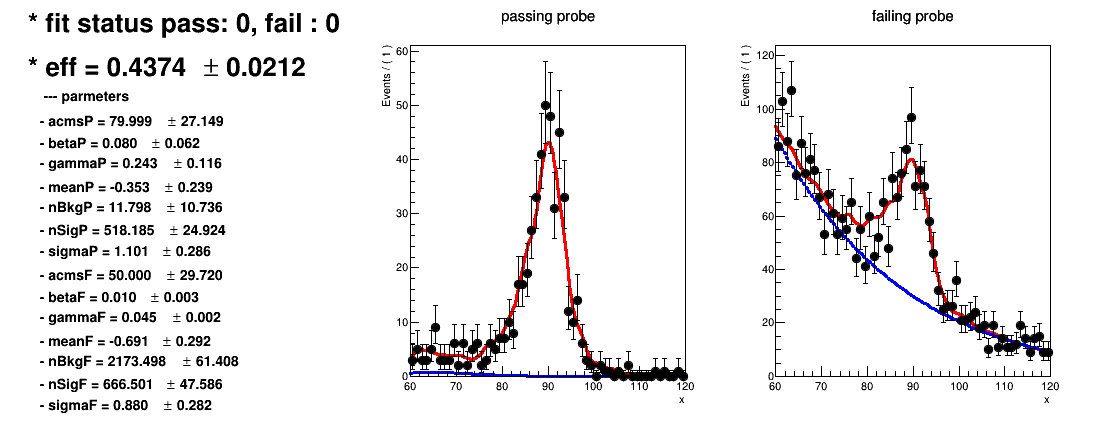 * fit status pass: 0, fail : 0
* eff = 0.4374 ± 0.0212
--- parmeters
- acmsP = 79.999 ± 27.149
- betaP = 0.080 ± 0.062
- gammaP = 0.243 ± 0.116
- meanP = -0.353 ± 0.239
- nBkgP = 11.798 ± 10.736
- nSigP = 518.185 ± 24.924
- sigmaP = 1.101 ± 0.286
- acmsF = 50.000 ± 29.720
- betaF = 0.010 ± 0.003
- gammaF = 0.045 ± 0.002
- meanF = -0.691 ± 0.292
- nBkgF = 2173.498 ± 61.408
- nSigF = 666.501 ± 47.586
- sigmaF = 0.880 ± 0.282
passing probe
Events / ( 1 )
60
50
40
30
20
10
0
60 70 80 90 100 110 120
x
failing probe
Events / ( 1 )
120
100
80
60
40
20
0
60 70 80 90 100 110 120
x